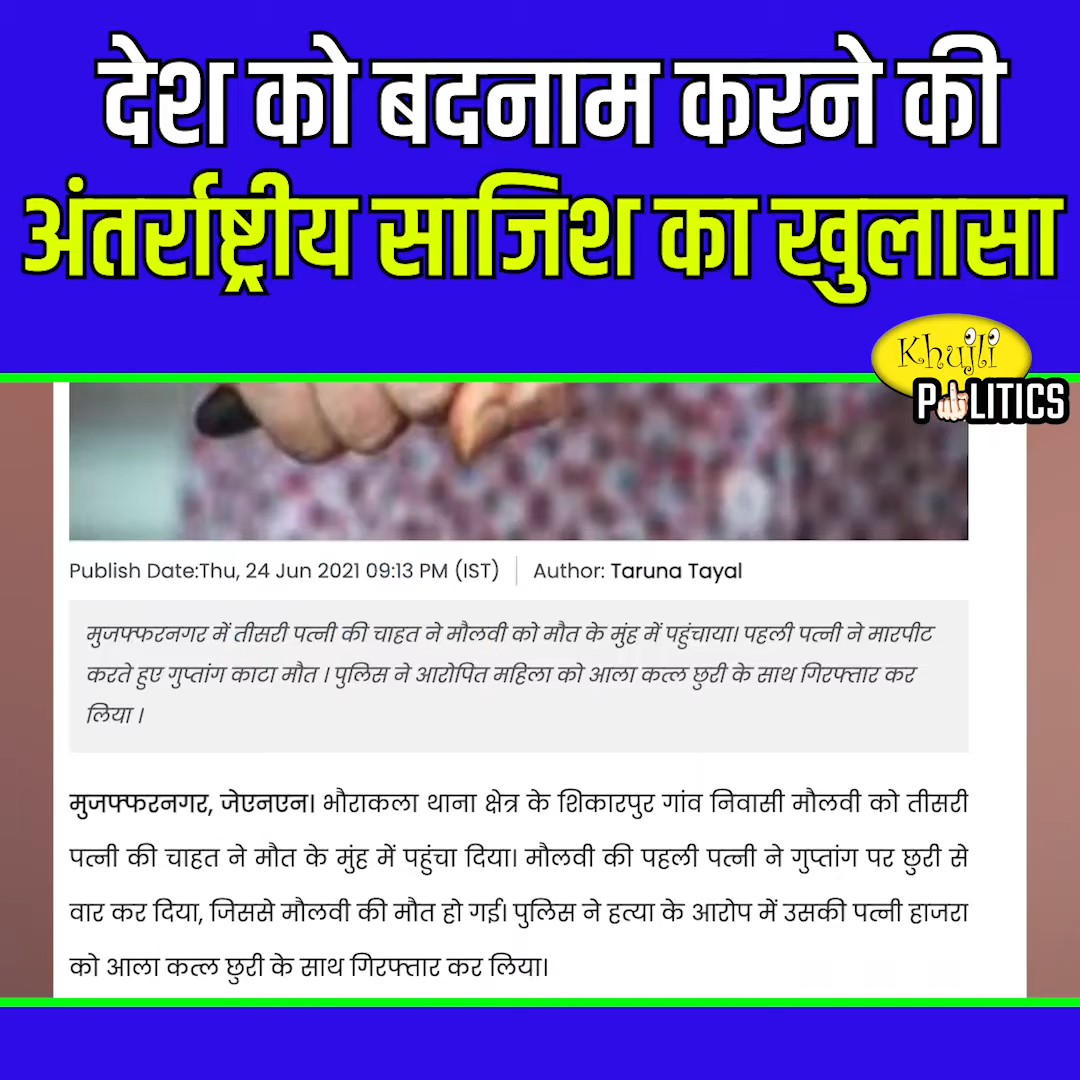 देश को बदनाम करने की
अंतर्राष्ट्रीय साजिश का खुलासा
Khujli
POLITICS
Publish Date:Thu, 24 Jun 2021 09:13 PM (IST) | Author: Taruna Tayal
मुजफ्फरनगर में तीसरी पत्नी की चाहत ने मौलवी को मौत के मुंह में पहुंचाया। पहली पत्नी ने मारपीट
करते हुए गुप्तांग काटा मौत । पुलिस ने आरोपित महिला को आला कत्ल छुरी के साथ गिरफ्तार कर
लिया ।
मुजफ्फरनगर, जेएनएन। भौराकला थाना क्षेत्र के शिकारपुर गांव निवासी मौलवी को तीसरी
पत्नी की चाहत ने मौत के मुंह में पहुंचा दिया। मौलवी की पहली पत्नी ने गुप्तांग पर छुरी से
वार कर दिया, जिससे मौलवी की मौत हो गई। पुलिस ने हत्या के आरोप में उसकी पत्नी हाजरा
को आला कत्ल छुरी के साथ गिरफ्तार कर लिया।